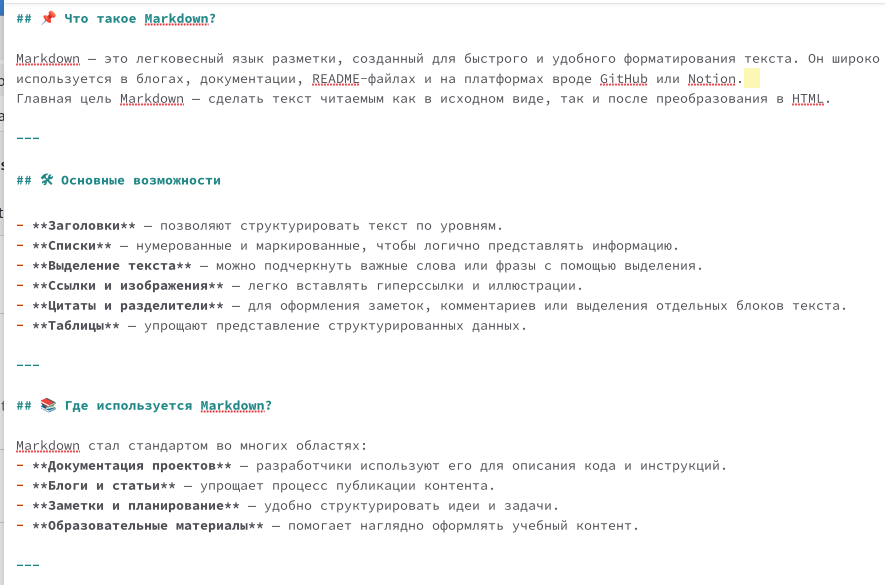 ## 📌 Что такое Markdown?
Markdown — это легковесный язык разметки, созданный для быстрого и удобного форматирования текста. Он широко
используется в блогах, документации, README-файлах и на платформах вроде GitHub или Notion.
Главная цель Markdown — сделать текст читаемым как в исходном виде, так и после преобразования в HTML.
---
## 🛠 Основные возможности
- **Заголовки** — позволяют структурировать текст по уровням.
- **Списки** — нумерованные и маркированные, чтобы логично представлять информацию.
- **Выделение текста** — можно подчеркнуть важные слова или фразы с помощью выделения.
- **Ссылки и изображения** — легко вставлять гиперссылки и иллюстрации.
- **Цитаты и разделители** — для оформления заметок, комментариев или выделения отдельных блоков текста.
- **Таблицы** — упрощают представление структурированных данных.
---
## 📚 Где используется Markdown?
Markdown стал стандартом во многих областях:
- **Документация проектов** — разработчики используют его для описания кода и инструкций.
- **Блоги и статьи** — упрощает процесс публикации контента.
- **Заметки и планирование** — удобно структурировать идеи и задачи.
- **Образовательные материалы** — помогает наглядно оформлять учебный контент.
---